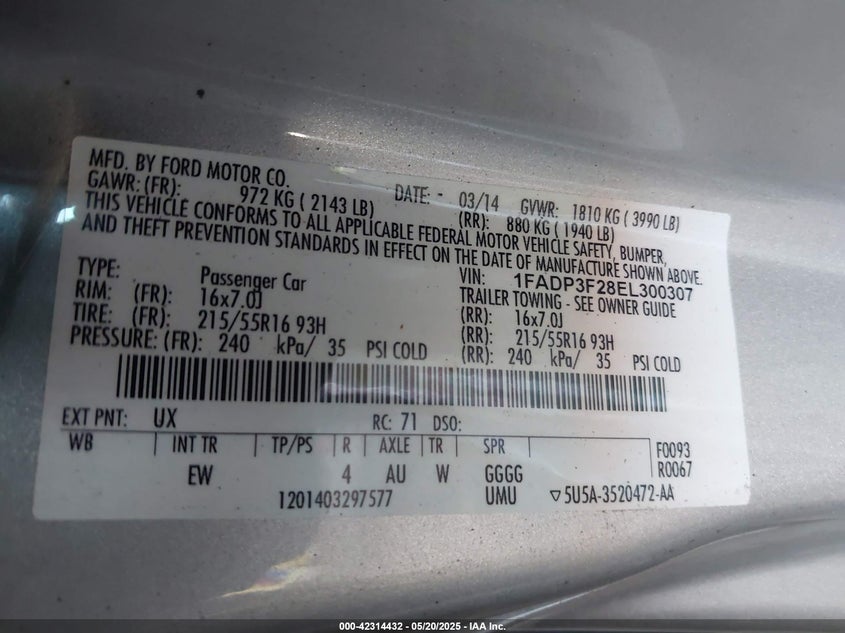 MFD. BY FORD MOTOR CO.
DATE: - 03/14 GVWR: 1810 KG ( 3990 LB)
GAWR: (FR): 972 KG ( 2143 LB) (RR): 880 KG ( 1940 LB)
THIS VEHICLE CONFORMS TO ALL APPLICABLE FEDERAL MOTOR VEHICLE SAFETY, BUMPER,
AND THEFT PREVENTION STANDARDS IN EFFECT ON THE DATE OF MANUFACTURE SHOWN ABOVE.
VIN: 1FADP3F28EL300307
TYPE: Passenger Car TRAILER TOWING - SEE OWNER GUIDE
RIM: (FR): 16x7.0J (RR): 16x7.0J
TIRE: (FR): 215/55R16 93H (RR): 215/55R16 93H
PRESSURE: (FR): 240 kPa/ 35 PSI COLD (RR): 240 kPa/ 35 PSI COLD
EXT PNT: UX RC: 71 DSO:
WB INT TR TP/PS R AXLE TR SPR F0093
EW 4 AU W GGGG R0067
1201403297577 UMU ▽5U5A-3520472-AA
000-42314432 - 05/20/2025 - IAA Inc.